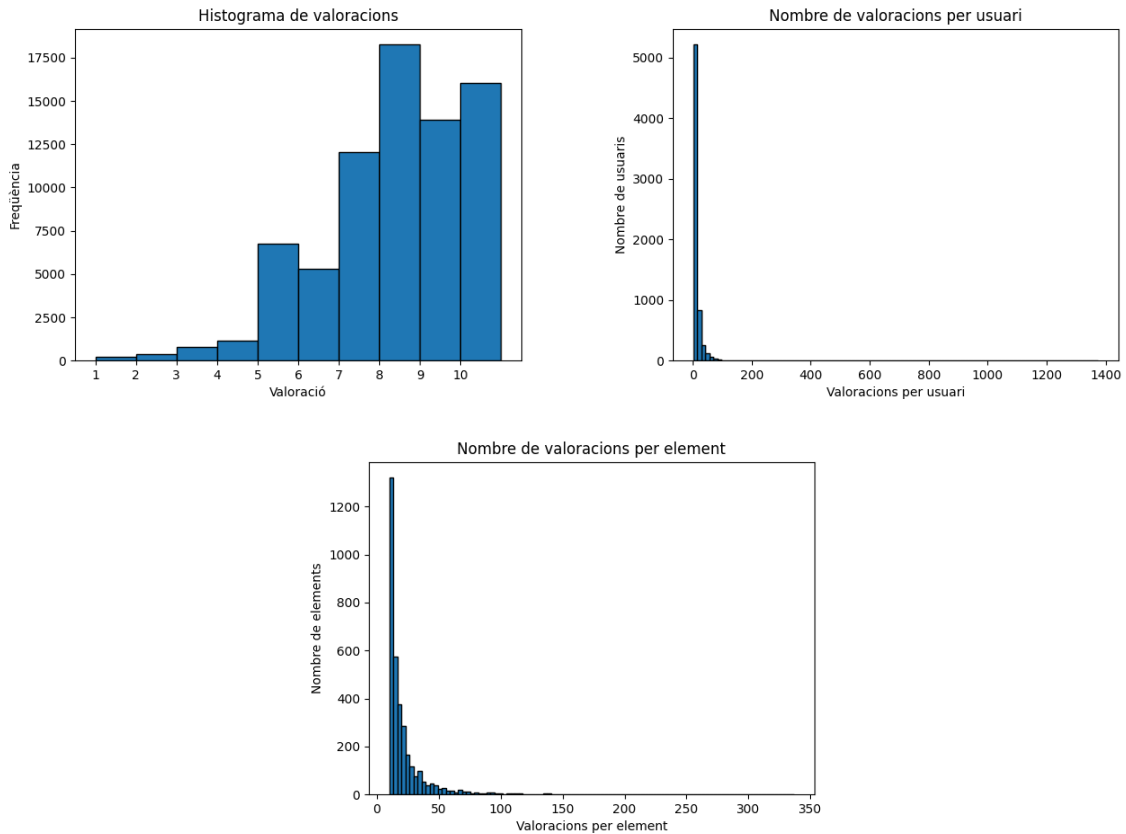 Histograma de valoracions
17500
15000
12500
10000
7500
5000
2500
0
Freqüència
1 2 3 4 5 6 7 8 9 10
Valoració
Nombre de valoracions per usuari
5000
4000
3000
2000
1000
0
Nombre de usuaris
0 200 400 600 800 1000 1200 1400
Valoracions per usuari
Nombre de valoracions per element
1200
1000
800
600
400
200
0
Nombre de elements
0 50 100 150 200 250 300 350
Valoracions per element